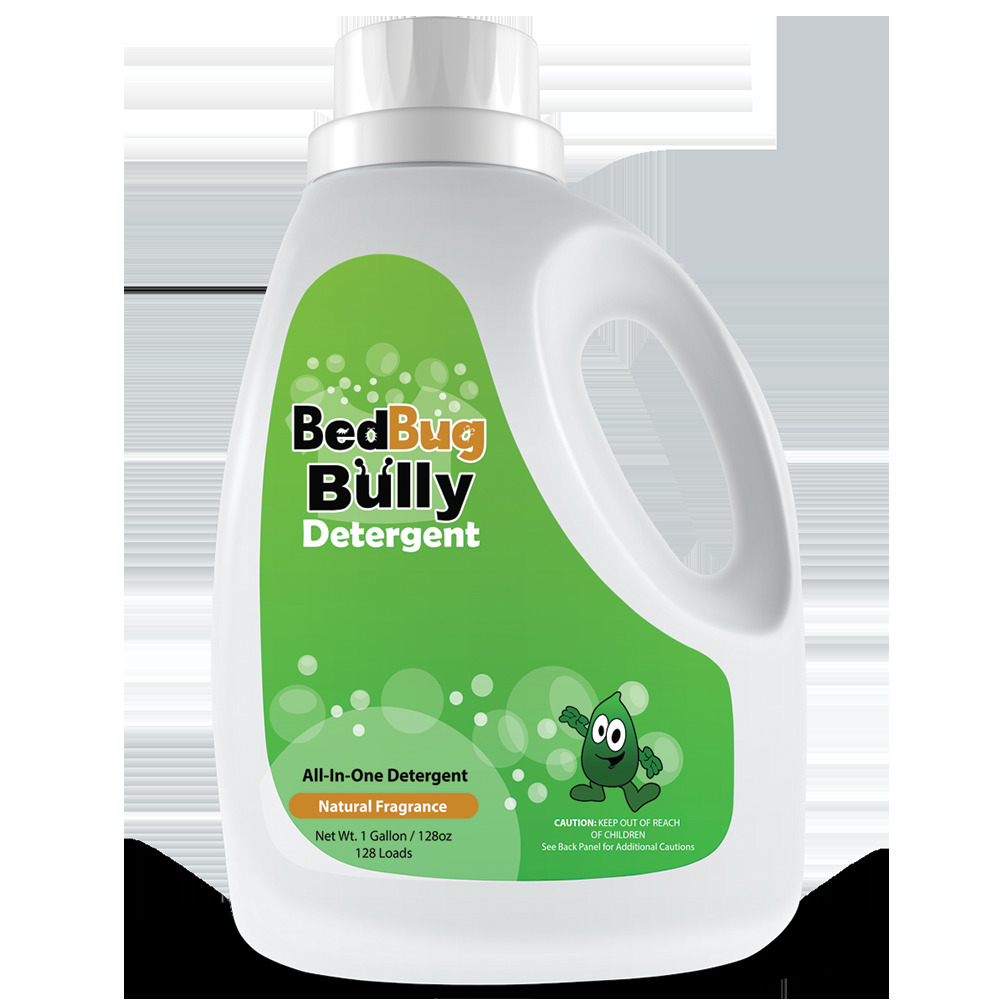 BedBug
Bully
Detergent
All-In-One Detergent
Natural Fragrance
Net Wt. 1 Gallon / 128oz
128 Loads
CAUTION: KEEP OUT OF REACH
OF CHILDREN
See Back Panel for Additional Cautions